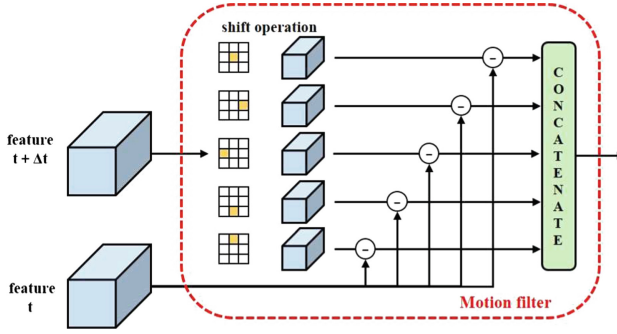 shift operation
-
-
feature
t + Δt
-
-
-
feature
t
Motion filter
CONCATENATE